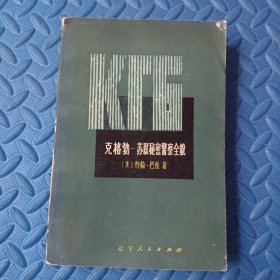 КГБ
克格勃—苏联秘密警察全貌
〔美〕约翰·巴伦 著
辽宁人民出版社